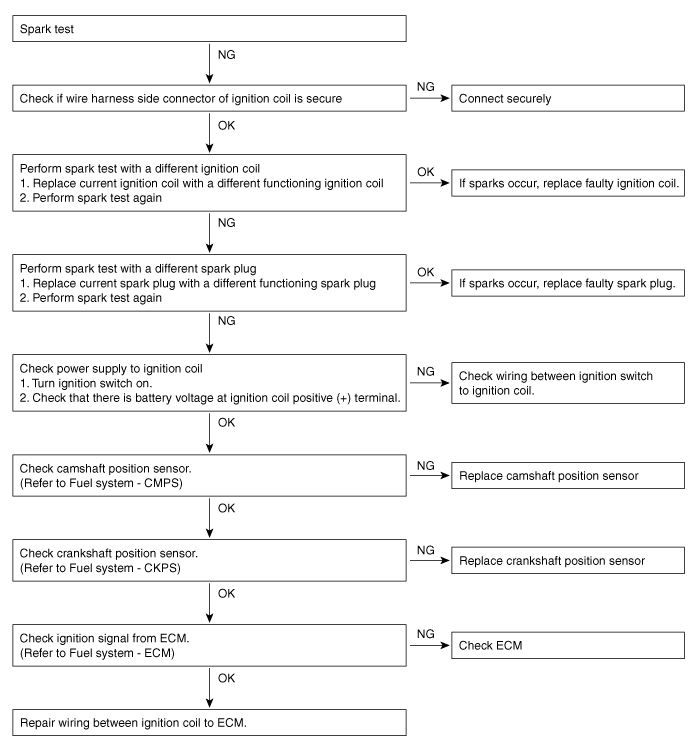 Spark test
NG
Check if wire harness side connector of ignition coil is secure
NG
Connect securely
OK
Perform spark test with a different ignition coil
1. Replace current ignition coil with a different functioning ignition coil
2. Perform spark test again
OK
If sparks occur, replace faulty ignition coil.
NG
Perform spark test with a different spark plug
1. Replace current spark plug with a different functioning spark plug
2. Perform spark test again
OK
If sparks occur, replace faulty spark plug.
NG
Check power supply to ignition coil
1. Turn ignition switch on.
2. Check that there is battery voltage at ignition coil positive (+) terminal.
NG
Check wiring between ignition switch
to ignition coil.
OK
Check camshaft position sensor.
(Refer to Fuel system - CMPS)
NG
Replace camshaft position sensor
OK
Check crankshaft position sensor.
(Refer to Fuel system - CKPS)
NG
Replace crankshaft position sensor
OK
Check ignition signal from ECM.
(Refer to Fuel system - ECM)
NG
Check ECM
OK
Repair wiring between ignition coil to ECM.